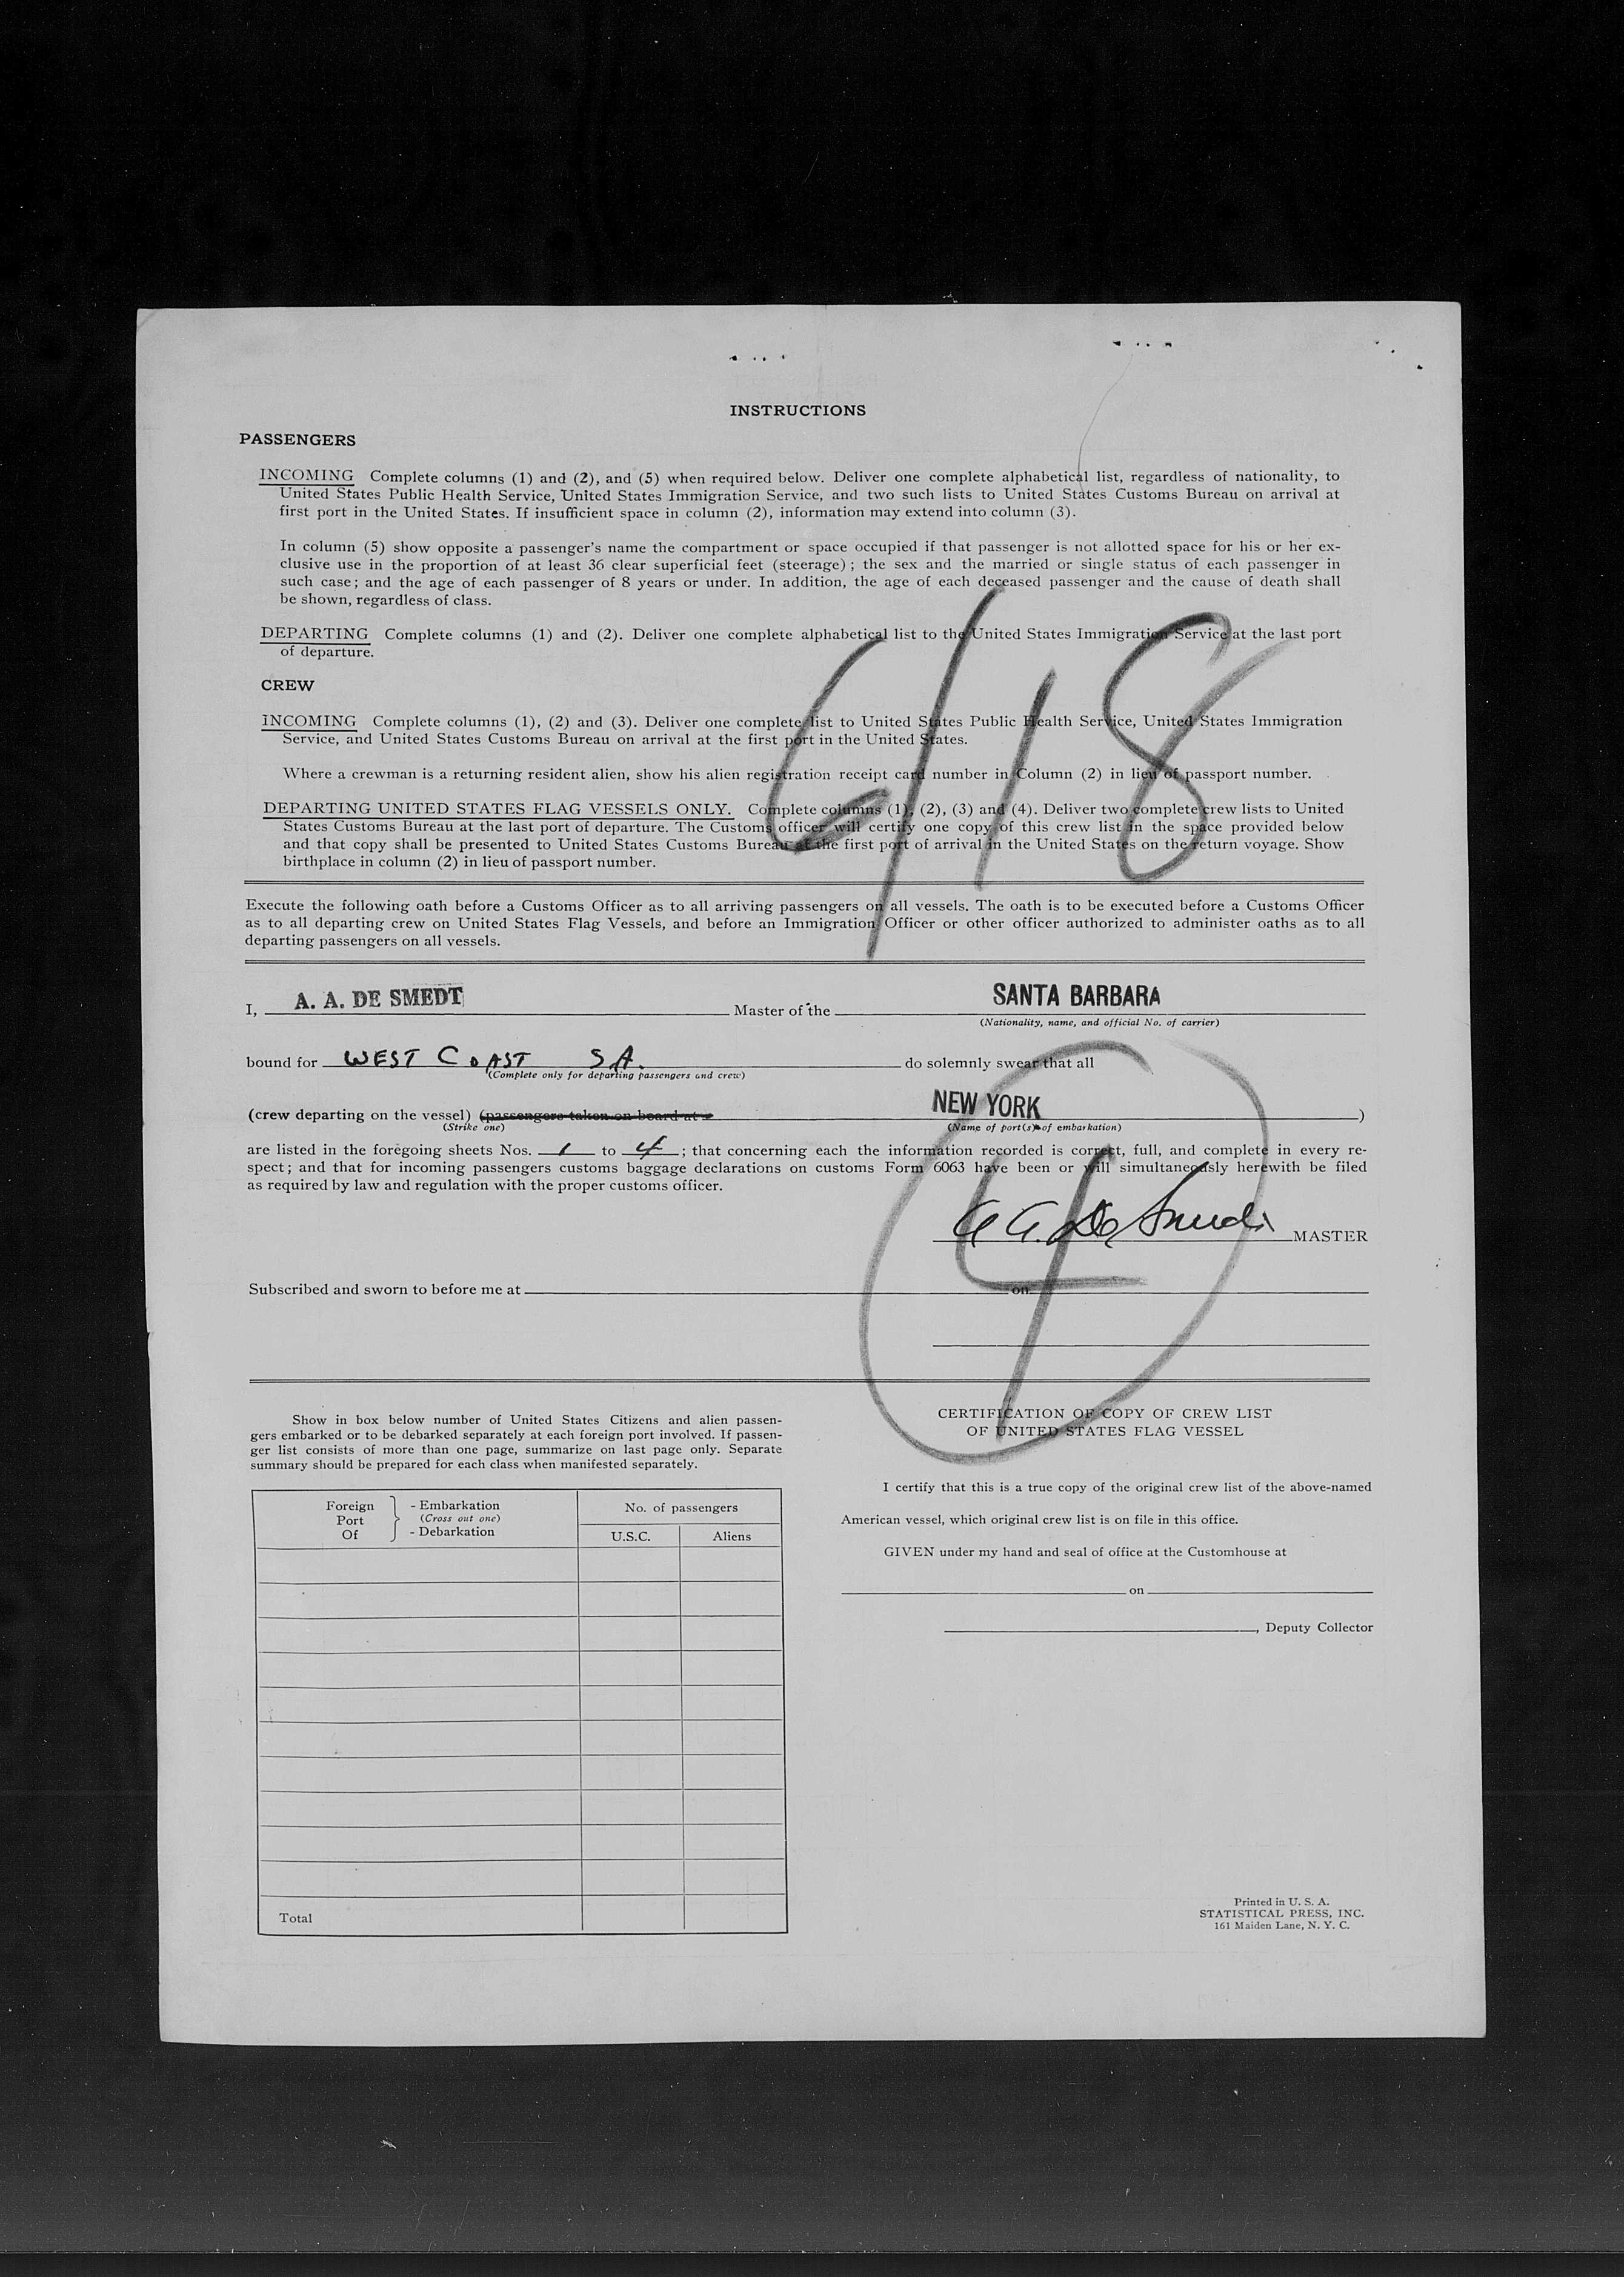 INSTRUCTIONS
PASSENGERS
INCOMING Complete columns (1) and (2), and (5) when required below. Deliver one complete alphabetical list, regardless of nationality, to
United States Public Health Service, United States Immigration Service, and two such lists to United States Customs Bureau on arrival at
first port in the United States. If insufficient space in column (2), information may extend into column (3).
In column (5) show opposite a passenger's name the compartment or space occupied if that passenger is not allotted space for his or her ex-
clusive use in the proportion of at least 36 clear superficial feet (steerage); the sex and the married or single status of each passenger in
such case; and the age of each passenger of 8 years or under. In addition, the age of each deceased passenger and the cause of death shall
be shown, regardless of class.
DEPARTING Complete columns (1) and (2). Deliver one complete alphabetical list to the United States Immigration Service at the last port
of departure.
6/18
CREW
INCOMING Complete columns (1), (2) and (3). Deliver one complete list to United States Public Health Service, United States Immigration
Service, and United States Customs Bureau on arrival at the first port in the United States.
Where a crewman is a returning resident alien, show his alien registration receipt card number in Column (2) in lieu of passport number.
DEPARTING UNITED STATES FLAG VESSELS ONLY. Complete columns (1), (2), (3) and (4). Deliver two complete crew lists to United
States Customs Bureau at the last port of departure. The Customs officer will certify one copy of this crew list in the space provided below
and that copy shall be presented to United States Customs Bureau at the first port of arrival in the United States on the return voyage. Show
birthplace in column (2) in lieu of passport number.
Execute the following oath before a Customs Officer as to all arriving passengers on all vessels. The oath is to be executed before a Customs Officer
as to all departing crew on United States Flag Vessels, and before an Immigration Officer or other officer authorized to administer oaths as to all
departing passengers on all vessels.
I, A. A. DE SMEDT Master of the SANTA BARBARA
(Nationality, name, and official No. of carrier)
bound for WEST COAST S.A. do solemnly swear that all
(Complete only for departing passengers and crew)
(crew departing on the vessel) (passengers taken on board at NEW YORK )
(Strike one) (Name of port(s) of embarkation)
are listed in the foregoing sheets Nos. 1 to 4; that concerning each the information recorded is correct, full, and complete in every re-
spect; and that for incoming passengers customs baggage declarations on customs Form 6063 have been or will simultaneously herewith be filed
as required by law and regulation with the proper customs officer.
4
A A. De Smedt MASTER
Subscribed and sworn to before me at on
Show in box below number of United States Citizens and alien passen-
gers embarked or to be debarked separately at each foreign port involved. If passen-
ger list consists of more than one page, summarize on last page only. Separate
summary should be prepared for each class when manifested separately.
Foreign Port Of } - Embarkation
(Cross out one)
- Debarkation
No. of passengers
U.S.C. Aliens
Total
CERTIFICATION OF COPY OF CREW LIST
OF UNITED STATES FLAG VESSEL
I certify that this is a true copy of the original crew list of the above-named
American vessel, which original crew list is on file in this office.
GIVEN under my hand and seal of office at the Customhouse at
on
, Deputy Collector
Printed in U. S. A.
STATISTICAL PRESS, INC.
161 Maiden Lane, N. Y. C.